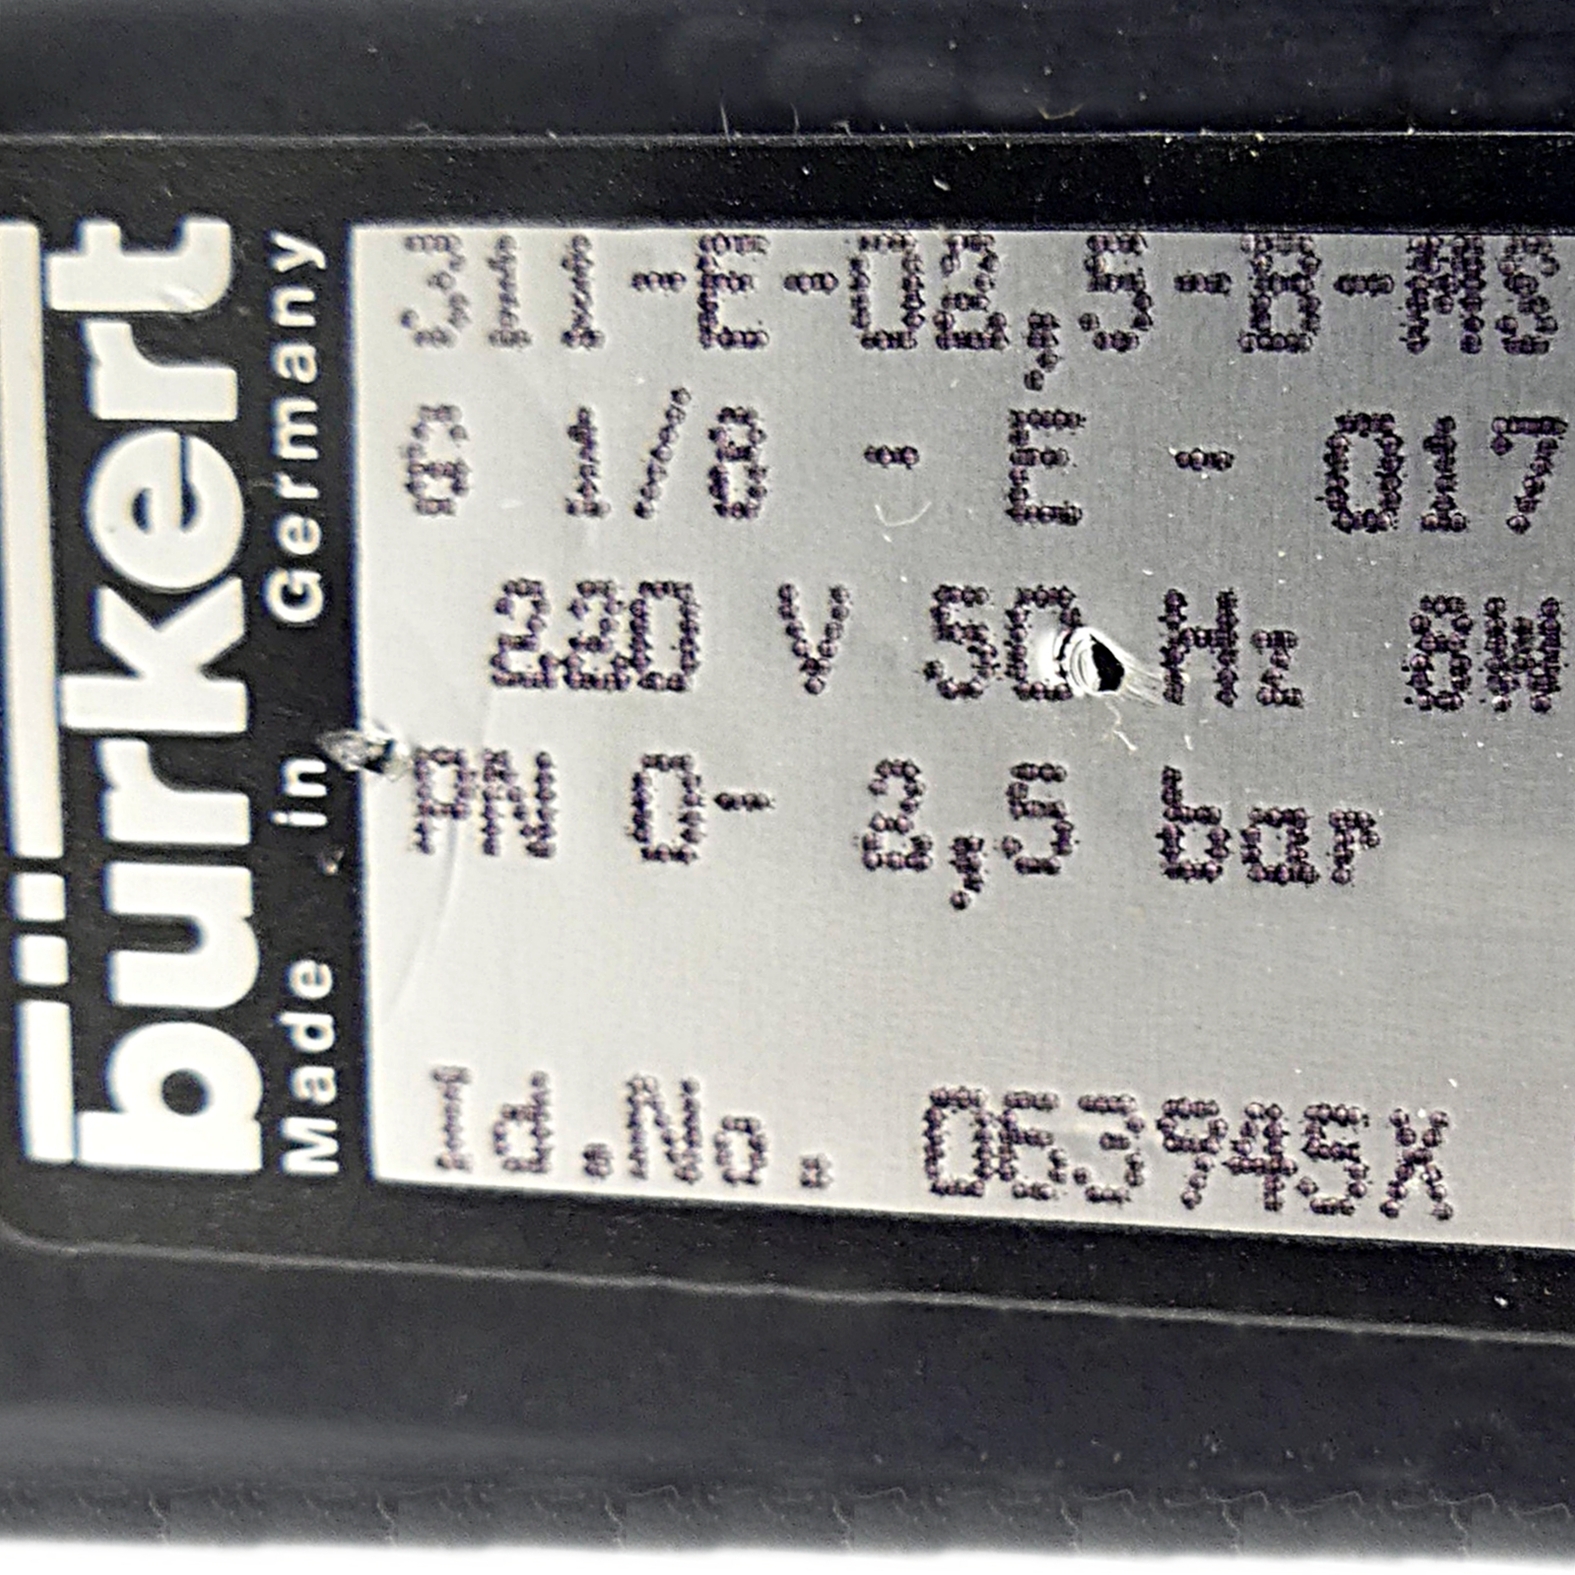 bürkert
Made in Germany
311-E-02,5-B-MS
G 1/8 - E - 017
220 V 50 Hz 8W
PN 0- 2,5 bar
Id.No. 063945X